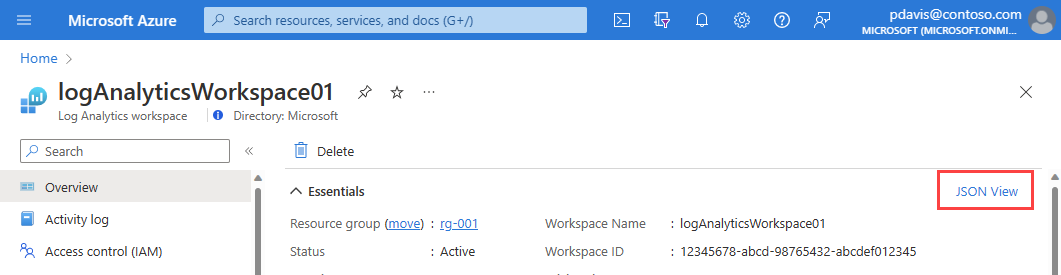 Microsoft Azure
Search resources, services, and docs (G+/)
pdavis@contoso.com
MICROSOFT (MICROSOFT.ONMI...
Home
logAnalyticsWorkspace01
Log Analytics workspace
Directory: Microsoft
Search
Delete
Overview
Activity log
Access control (IAM)
Essentials
JSON View
Resource group (move) : rg-001
Workspace Name : logAnalyticsWorkspace01
Status : Active
Workspace ID : 12345678-abcd-98765432-abcdef012345